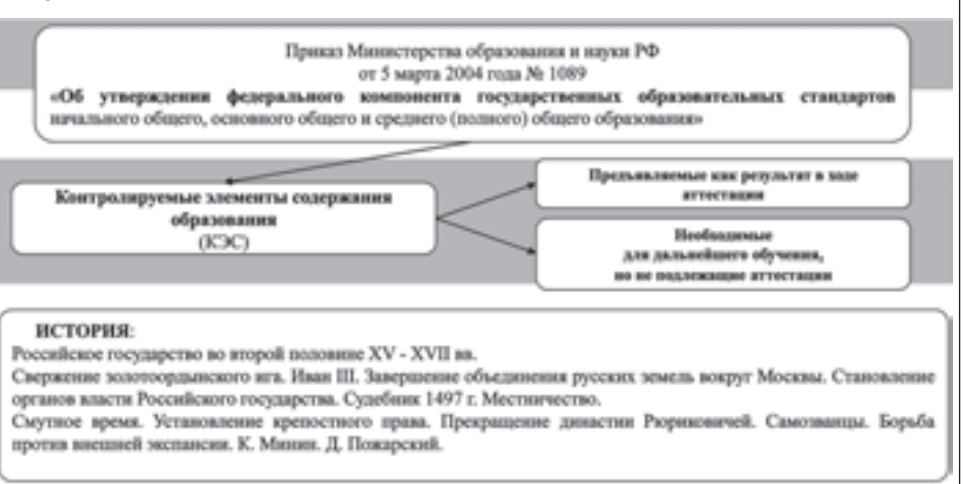 Приказ Министерства образования и науки РФ
от 5 марта 2004 года № 1089
«Об утверждении федерального компонента государственных образовательных стандартов
начального общего, основного общего и среднего (полного) общего образования»
Контролируемые элементы содержания
образования
(КЭС)
Предъявляемые как результат в ходе
аттестации
Необходимые
для дальнейшего обучения,
но не подлежащие аттестации
ИСТОРИЯ:
Российское государство во второй половине XV - XVII вв.
Свержение золотоордынского ига. Иван III. Завершение объединения русских земель вокруг Москвы. Становление
органов власти Российского государства. Судебник 1497 г. Местничество.
Смутное время. Установление крепостного права. Прекращение династии Рюриковичей. Самозванцы. Борьба
против внешней экспансии. К. Минин. Д. Пожарский.